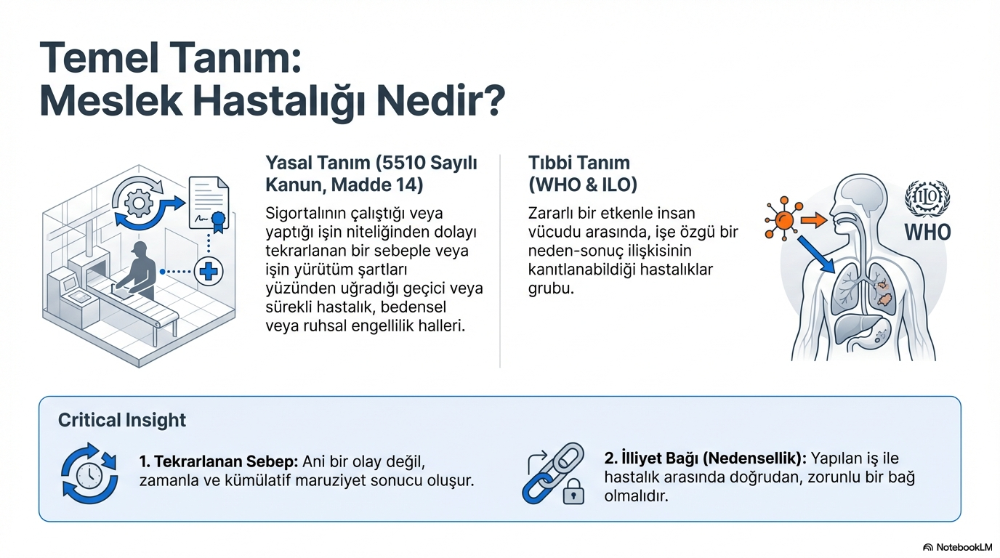 Temel Tanım:
Meslek Hastalığı Nedir?
Yasal Tanım (5510 Sayılı
Kanun, Madde 14)
Sigortalının çalıştığı veya
yaptığı işin niteliğinden dolayı
tekrarlanan bir sebeple veya
işin yürütüm şartları
yüzünden uğradığı geçici veya
sürekli hastalık, bedensel
veya ruhsal engellilik halleri.
Tıbbi Tanım
(WHO & ILO)
Zararlı bir etkenle insan
vücudu arasında, işe özgü bir
neden-sonuç ilişkisinin
kanıtlanabildiği hastalıklar
grubu.
ILO
WHO
Critical Insight
1. Tekrarlanan Sebep: Ani bir olay değil,
zamanla ve kümülatif maruziyet sonucu oluşur.
2. İlliyet Bağı (Nedensellik): Yapılan iş ile
hastalık arasında doğrudan, zorunlu bir bağ
olmalıdır.
NotebookLM